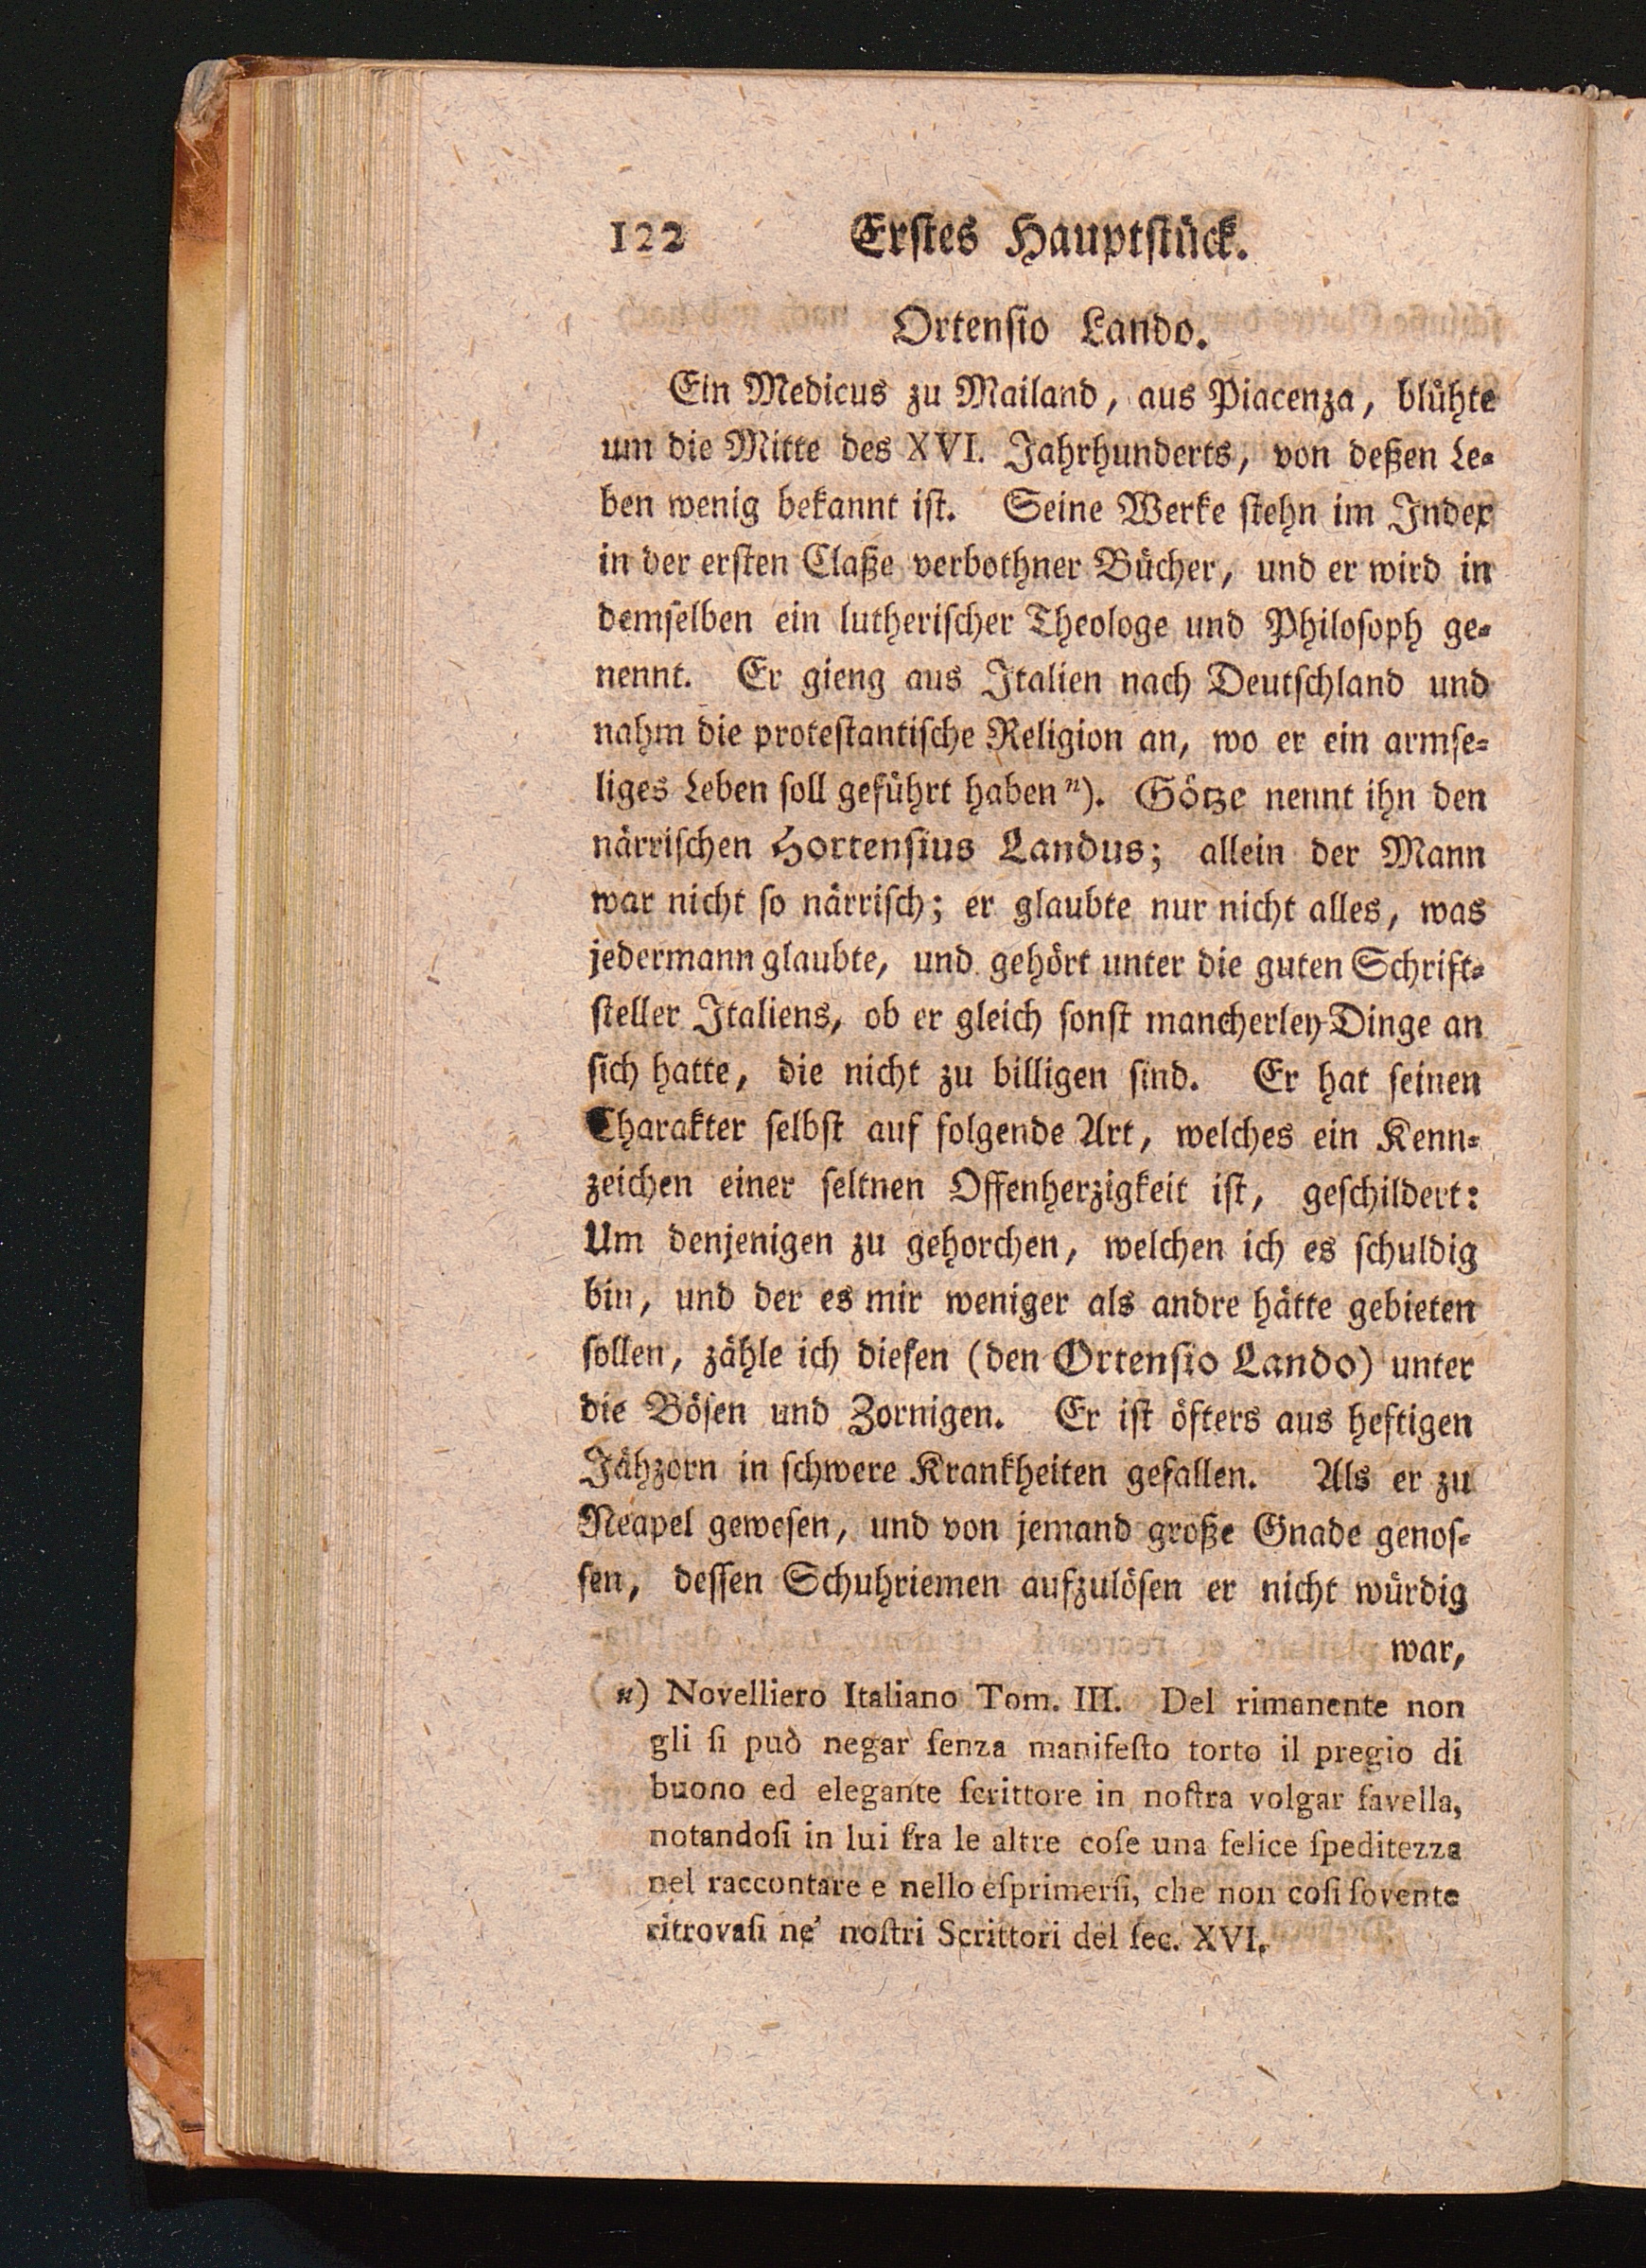 122 Erſtes Hauptſtück.
Ortenſio Lando.
Ein Medicus zu Mailand, aus Piacenza, blühte
um die Mitte des XVI. Jahrhunderts, von deßen Le-
ben wenig bekannt iſt. Seine Werke ſtehn im Index
in der erſten Claße verbothner Bücher, und er wird in
demſelben ein lutheriſcher Theologe und Philoſoph ge-
nennt. Er gieng aus Italien nach Deutſchland und
nahm die proteſtantiſche Religion an, wo er ein armſe-
liges Leben ſoll geführt haben n). Götze nennt ihn den
närriſchen Hortenſius Landus; allein der Mann
war nicht ſo närriſch; er glaubte nur nicht alles, was
jedermann glaubte, und gehört unter die guten Schrift-
ſteller Italiens, ob er gleich ſonſt mancherley Dinge an
ſich hatte, die nicht zu billigen ſind. Er hat ſeinen
Charakter ſelbſt auf folgende Art, welches ein Kenn-
zeichen einer ſeltnen Offenherzigkeit iſt, geſchildert:
Um denjenigen zu gehorchen, welchen ich es ſchuldig
bin, und der es mir weniger als andre hätte gebieten
ſollen, zähle ich dieſen (den Ortenſio Lando) unter
die Böſen und Zornigen. Er iſt öfters aus heftigen
Jähzorn in ſchwere Krankheiten gefallen. Als er zu
Neapel geweſen, und von jemand große Gnade genoſ-
ſen, deſſen Schuhriemen aufzulöſen er nicht würdig
war,
n) Novelliero Italiano Tom. III. Del rimanente non
gli ſi può negar ſenza manifeſto torto il pregio di
buono ed elegante ſcrittore in noſtra volgar favella,
notandoſi in lui fra le altre coſe una felice ſpeditezza
nel raccontare e nello eſprimerſi, che non coſi ſovente
ritrovaſi ne' noſtri Scrittori del ſec. XVI.